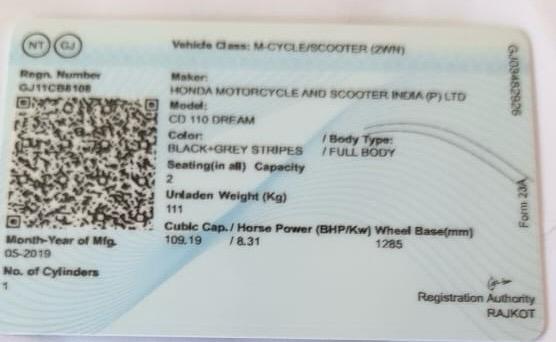 NT GJ
Vehicle Class: M-CYCLE/SCOOTER (2WN)
Regn. Number
GJ11CB8108
Maker:
HONDA MOTORCYCLE AND SCOOTER INDIA (P) LTD
Model:
CD 110 DREAM
Color: / Body Type:
BLACK+GREY STRIPES / FULL BODY
Seating(in all) Capacity
2
Unladen Weight (Kg)
111
Cubic Cap. / Horse Power (BHP/Kw) Wheel Base(mm)
109.19 / 8.31 1285
Month-Year of Mfg.
05-2019
No. of Cylinders
1
GJ03482926
Form 23A
Registration Authority
RAJKOT